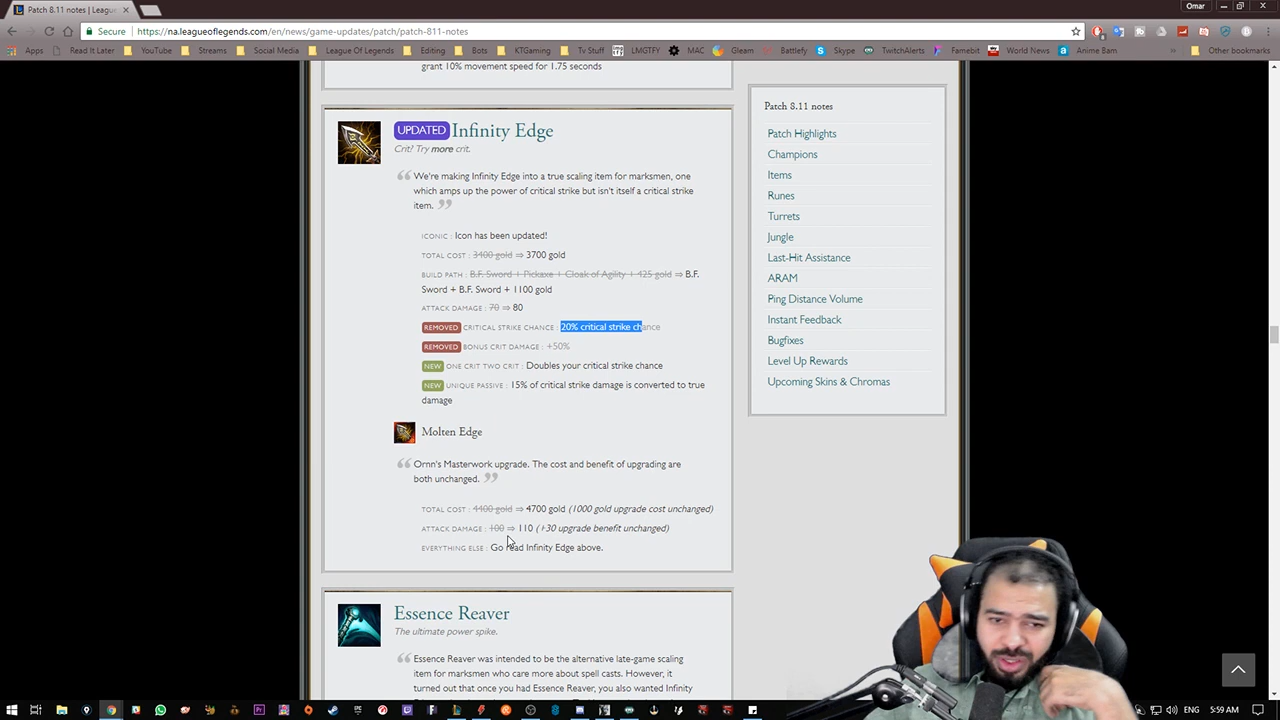 Patch 8.11 notes | Leagu
Omar
Secure
https://na.leagueoflegends.com/en/news/game-updates/patch/patch-811-notes
Apps
Read It Later
YouTube
Streams
Social Media
League Of Legends
Editing
Bots
KTGaming
Tv Stuff
LMGTFY
MAC
Gleam
Battlefy
Skype
TwitchAlerts
Famebit
World News
Anime Bam
Other bookmarks
grant 10% movement speed for 1.75 seconds
UPDATED Infinity Edge
Crit? Try more crit.
We're making Infinity Edge into a true scaling item for marksmen, one
which amps up the power of critical strike but isn't itself a critical strike
item.
ICONIC : Icon has been updated!
TOTAL COST : 3400 gold ⇒ 3700 gold
BUILD PATH : B.F. Sword + Pickaxe + Cloak of Agility + 425 gold ⇒ B.F.
Sword + B.F. Sword + 1100 gold
ATTACK DAMAGE : 70 ⇒ 80
REMOVED CRITICAL STRIKE CHANCE : 20% critical strike chance
REMOVED BONUS CRIT DAMAGE : +50%
NEW ONE CRIT TWO CRIT : Doubles your critical strike chance
NEW UNIQUE PASSIVE : 15% of critical strike damage is converted to true
damage
Molten Edge
Ornn's Masterwork upgrade. The cost and benefit of upgrading are
both unchanged.
TOTAL COST : 4400 gold ⇒ 4700 gold (1000 gold upgrade cost unchanged)
ATTACK DAMAGE : 100 ⇒ 110 (+30 upgrade benefit unchanged)
EVERYTHING ELSE : Go read Infinity Edge above.
Essence Reaver
The ultimate power spike.
Essence Reaver was intended to be the alternative late-game scaling
item for marksmen who care more about spell casts. However, it
turned out that once you had Essence Reaver, you also wanted Infinity
Patch 8.11 notes
Patch Highlights
Champions
Items
Runes
Turrets
Jungle
Last-Hit Assistance
ARAM
Ping Distance Volume
Instant Feedback
Bugfixes
Level Up Rewards
Upcoming Skins & Chromas
ENG
5:59 AM